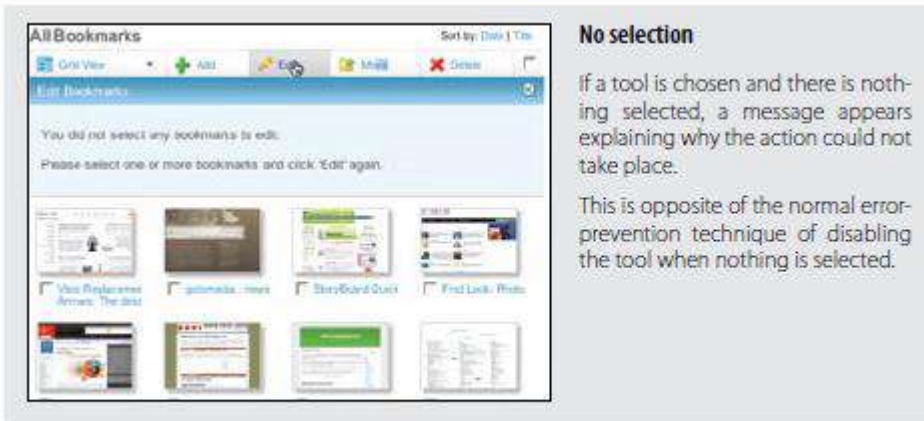 All Bookmarks
Sort by: Date | Title
Grid View
Add
Edit
Delete
Edit Bookmarks
You did not select any bookmarks to edit.
Please select one or more bookmarks and click 'Edit' again.
StoryBoard Quick
No selection
If a tool is chosen and there is noth-
ing selected, a message appears
explaining why the action could not
take place.
This is opposite of the normal error-
prevention technique of disabling
the tool when nothing is selected.